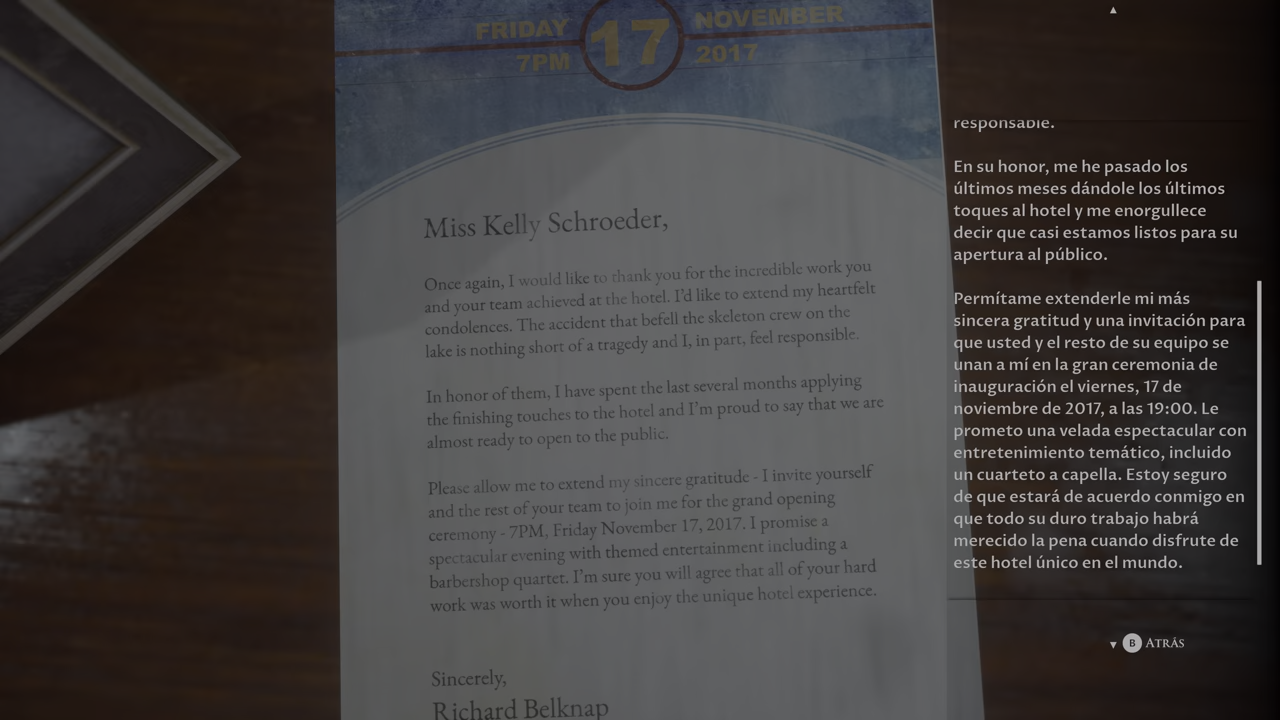 FRIDAY 17 NOVEMBER
7PM 2017
Miss Kelly Schroeder,
Once again, I would like to thank you for the incredible work you
and your team achieved at the hotel. I'd like to extend my heartfelt
condolences. The accident that befell the skeleton crew on the
lake is nothing short of a tragedy and I, in part, feel responsible.
In honor of them, I have spent the last several months applying
the finishing touches to the hotel and I'm proud to say that we are
almost ready to open to the public.
Please allow me to extend my sincere gratitude - I invite yourself
and the rest of your team to join me for the grand opening
ceremony - 7PM, Friday November 17, 2017. I promise a
spectacular evening with themed entertainment including a
barbershop quartet. I'm sure you will agree that all of your hard
work was worth it when you enjoy the unique hotel experience.
Sincerely,
Richard Belknap
responsable.
En su honor, me he pasado los
últimos meses dándole los últimos
toques al hotel y me enorgullece
decir que casi estamos listos para su
apertura al público.
Permítame extenderle mi más
sincera gratitud y una invitación para
que usted y el resto de su equipo se
unan a mí en la gran ceremonia de
inauguración el viernes, 17 de
noviembre de 2017, a las 19:00. Le
prometo una velada espectacular con
entretenimiento temático, incluido
un cuarteto a capella. Estoy seguro
de que estará de acuerdo conmigo en
que todo su duro trabajo habrá
merecido la pena cuando disfrute de
este hotel único en el mundo.
B ATRÁS